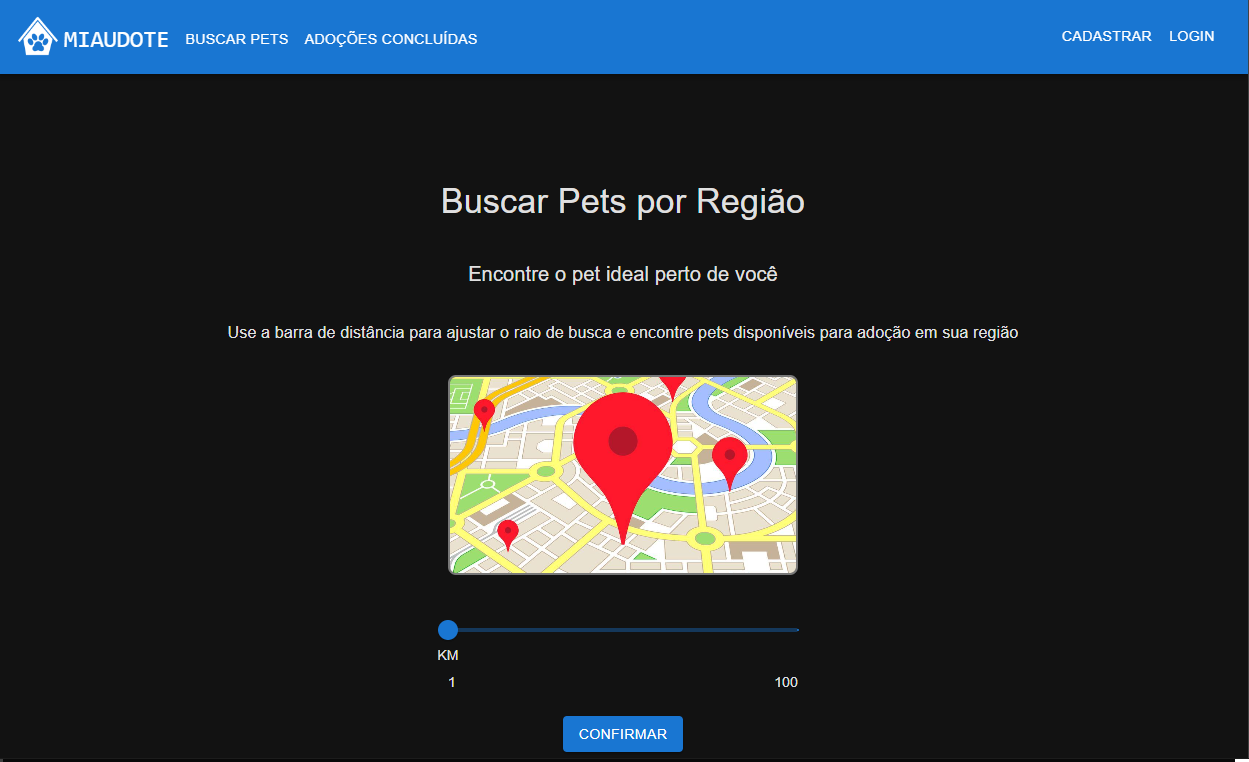 MIAUDOTE BUSCAR PETS ADOÇÕES CONCLUÍDAS CADASTRAR LOGIN
Buscar Pets por Região
Encontre o pet ideal perto de você
Use a barra de distância para ajustar o raio de busca e encontre pets disponíveis para adoção em sua região
KM
1 100
CONFIRMAR